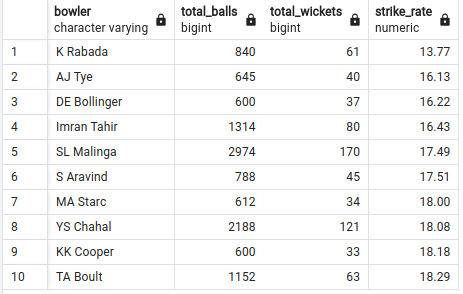 bowler total_balls total_wickets strike_rate
character varying bigint bigint numeric
1 K Rabada 840 61 13.77
2 AJ Tye 645 40 16.13
3 DE Bollinger 600 37 16.22
4 Imran Tahir 1314 80 16.43
5 SL Malinga 2974 170 17.49
6 S Aravind 788 45 17.51
7 MA Starc 612 34 18.00
8 YS Chahal 2188 121 18.08
9 KK Cooper 600 33 18.18
10 TA Boult 1152 63 18.29